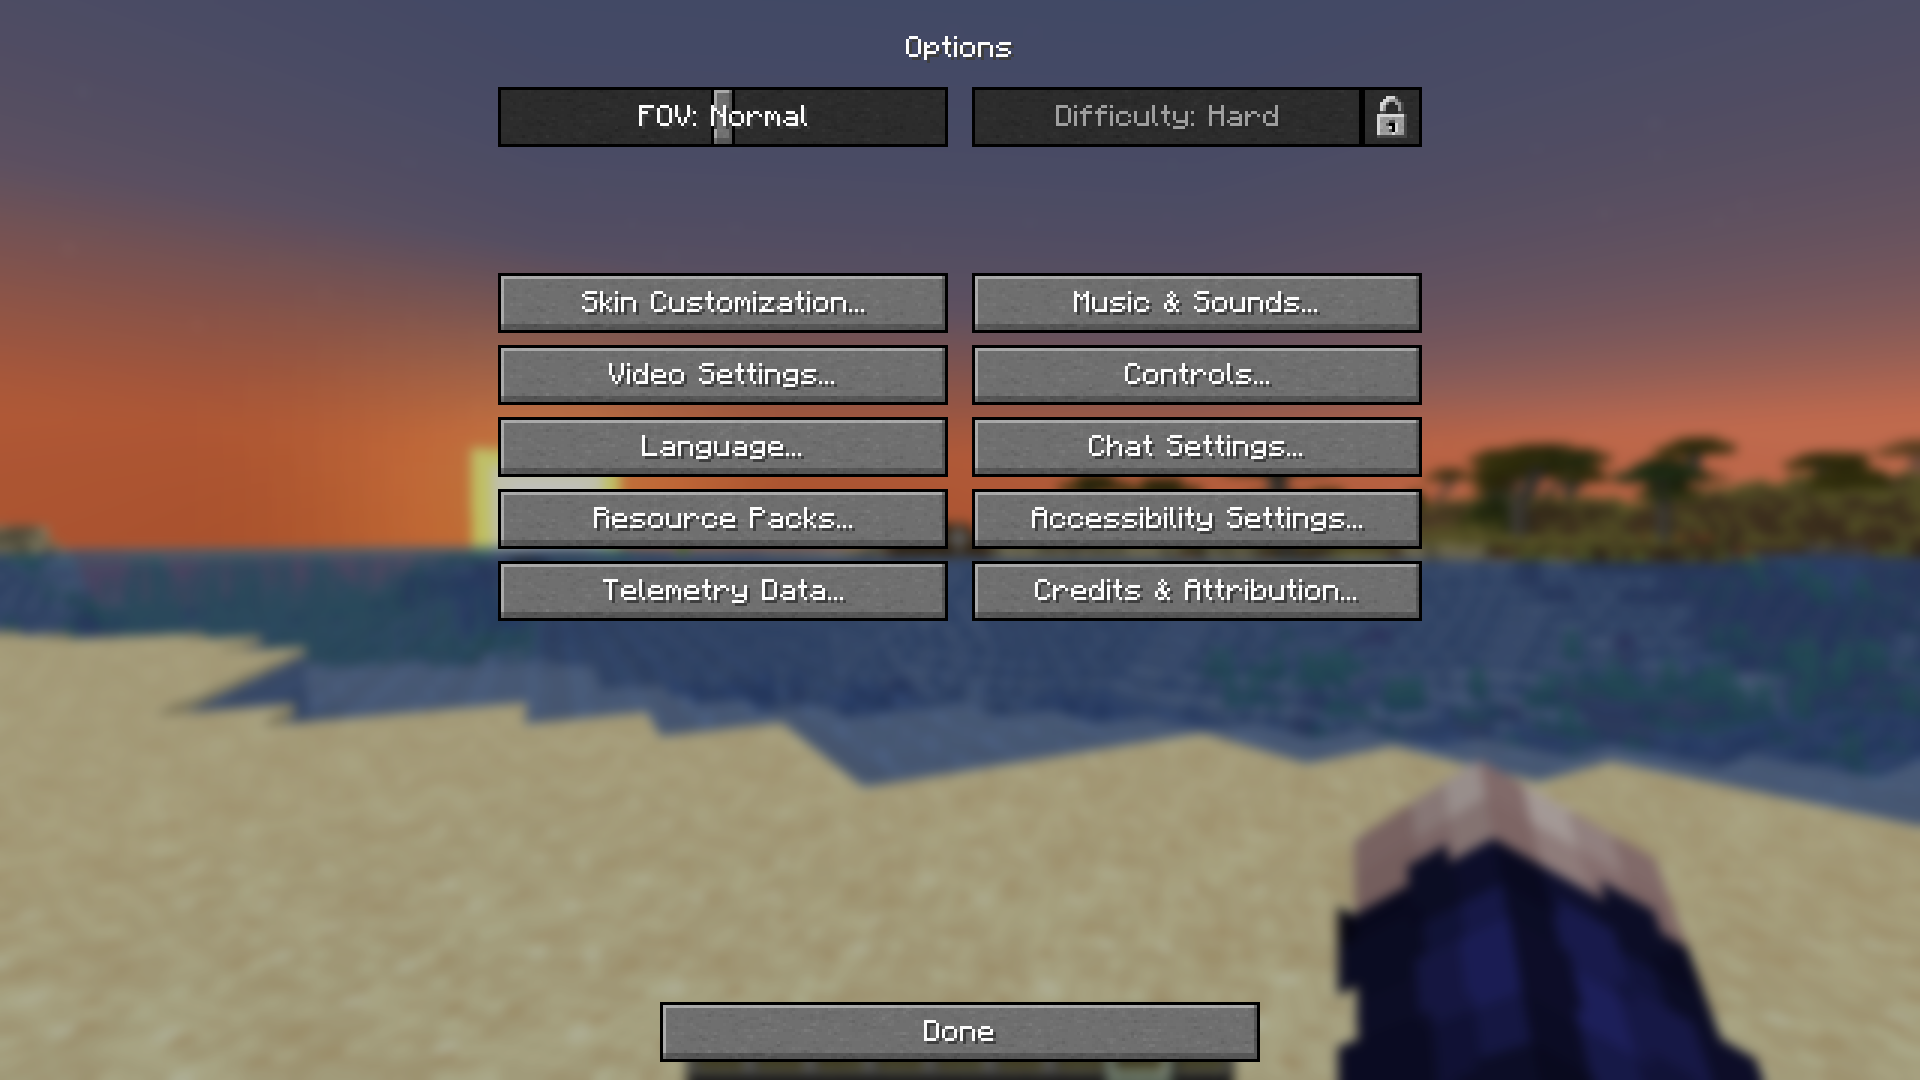 Options
FOV: Normal
Difficulty: Hard
Skin Customization...
Music & Sounds...
Video Settings...
Controls...
Language...
Chat Settings...
Resource Packs...
Accessibility Settings...
Telemetry Data...
Credits & Attribution...
Done